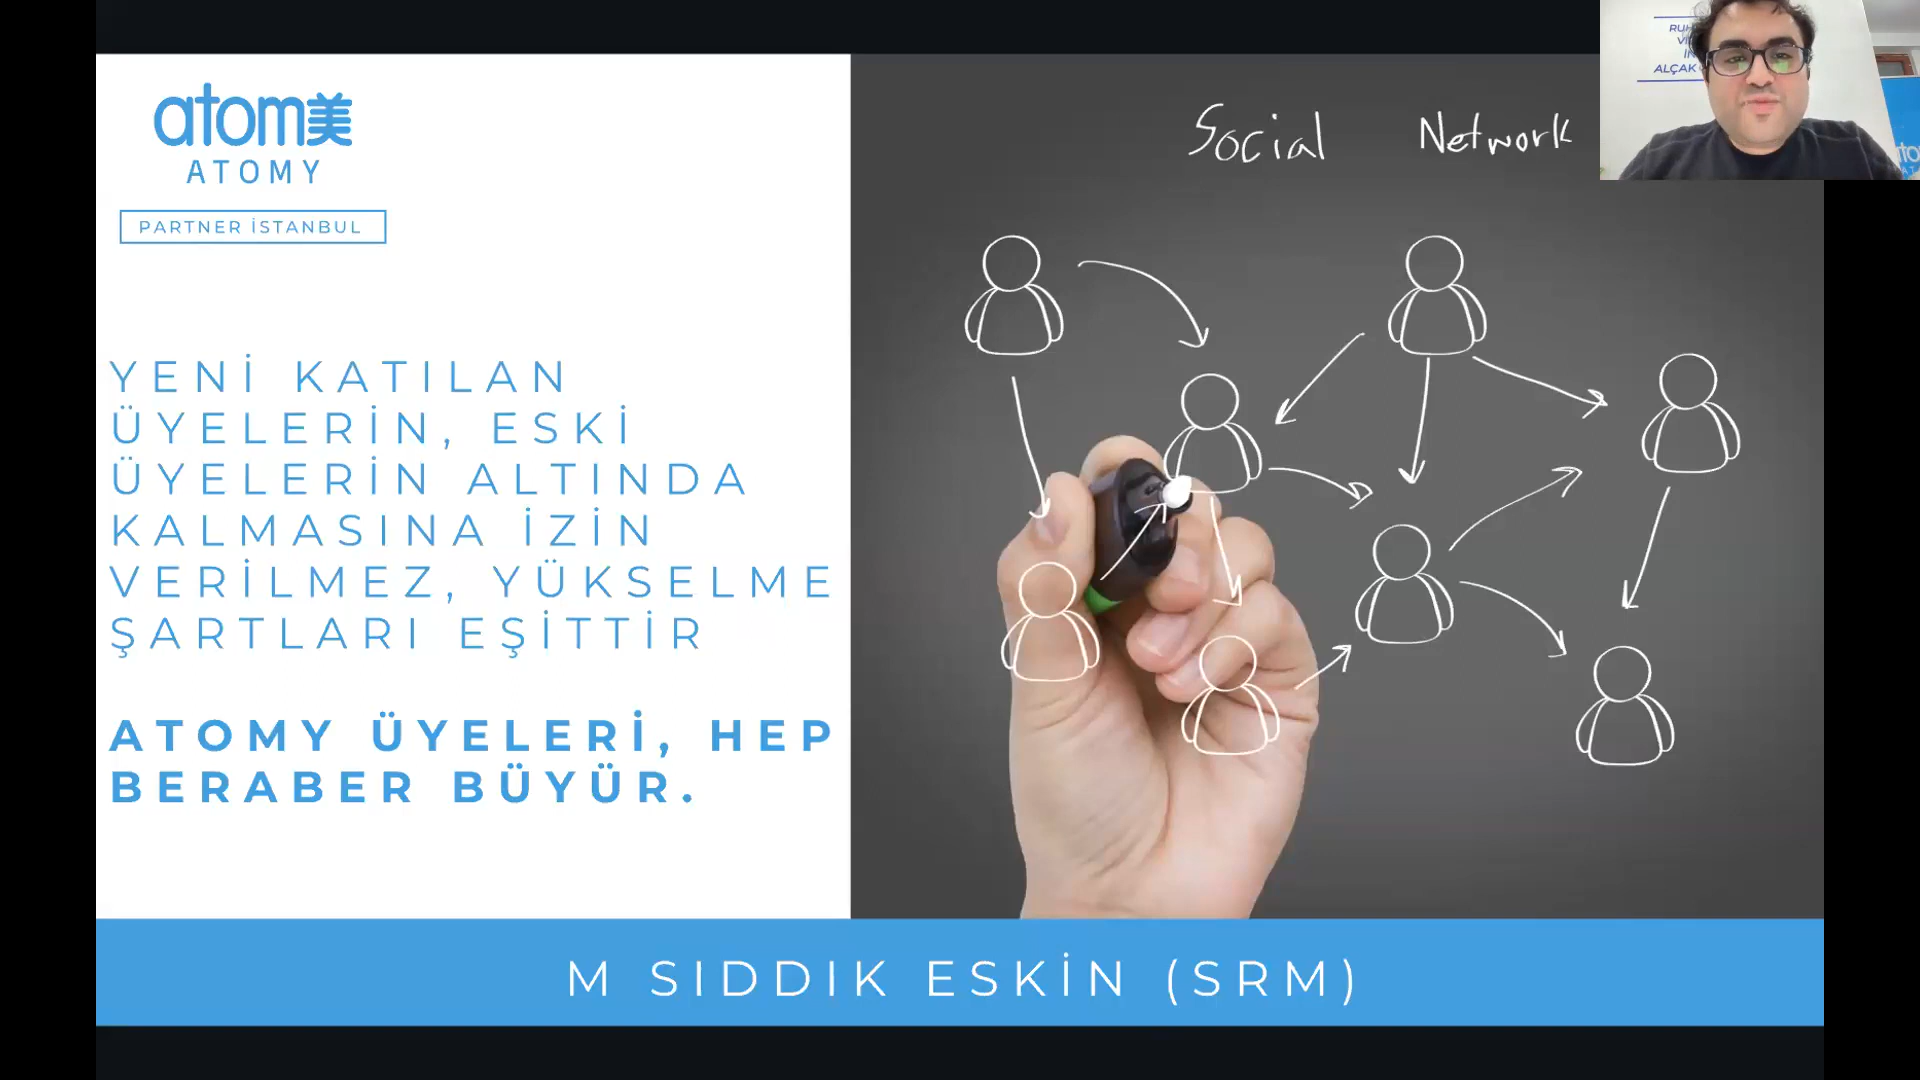 atom美
ATOMY
PARTNER İSTANBUL
YENİ KATILAN
ÜYELERİN, ESKİ
ÜYELERİN ALTINDA
KALMASINA İZİN
VERİLMEZ, YÜKSELME
ŞARTLARI EŞİTTİR
ATOMY ÜYELERİ, HEP
BERABER BÜYÜR.
Social Network
ALÇAK
M SIDDIK ESKİN (SRM)